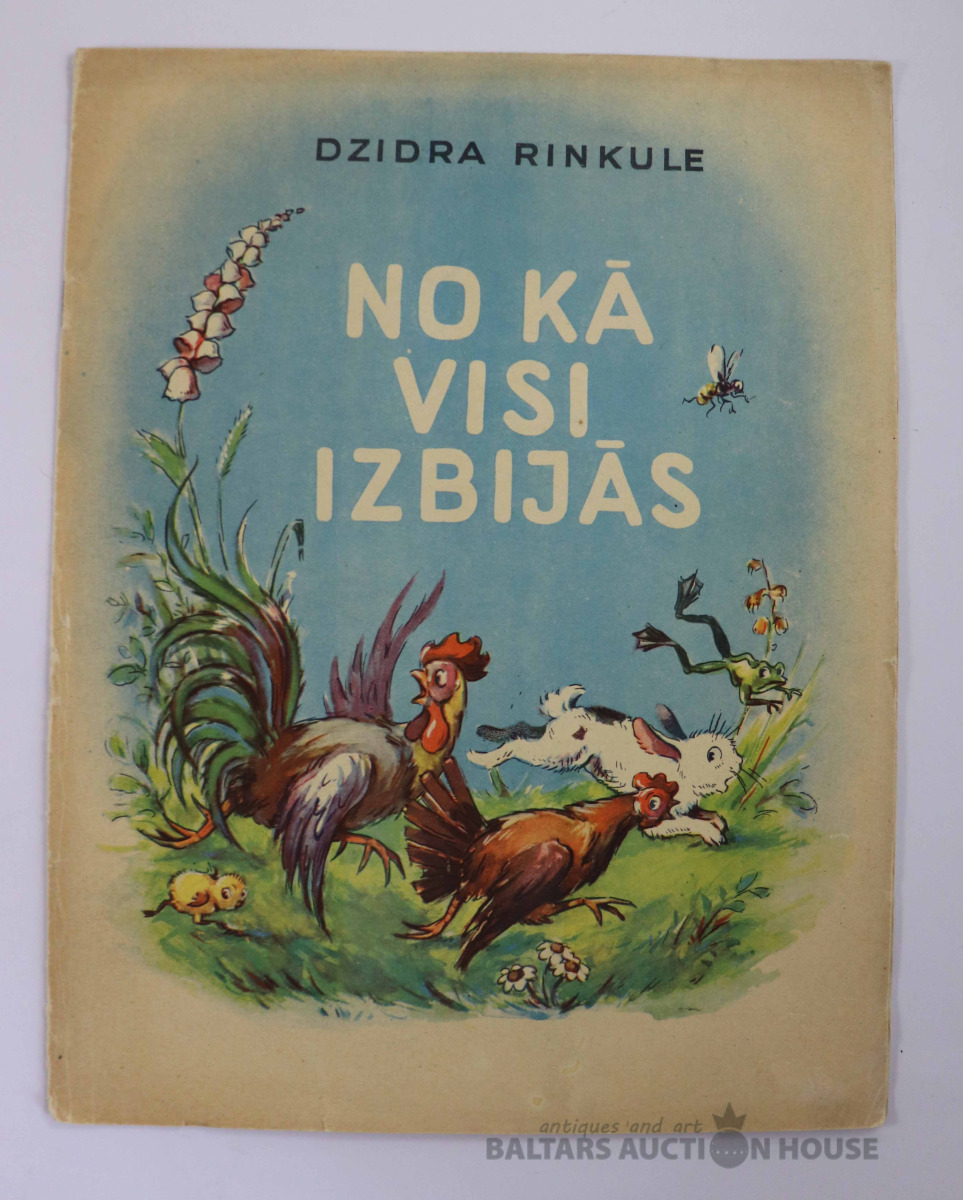 DZIDRA RINKULE
NO KĀ
VISI
IZBIJĀS
antiques and art
BALTARS AUCTION HOUSE